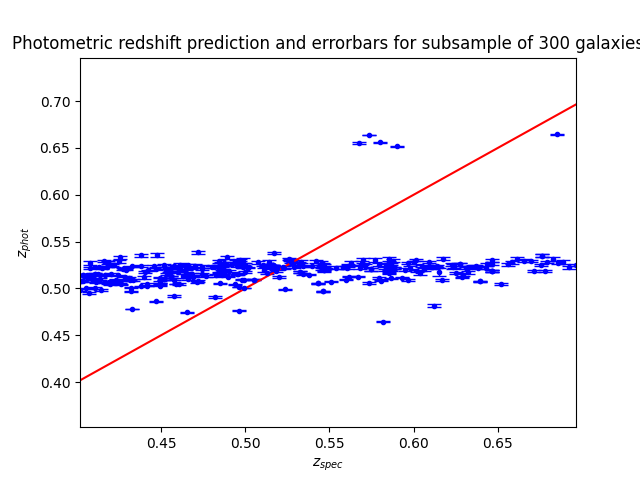 Photometric redshift prediction and errorbars for subsample of 300 galaxies
0.70
0.65
0.60
0.55
0.50
0.45
0.40
z_phot
0.45 0.50 0.55 0.60 0.65
z_spec